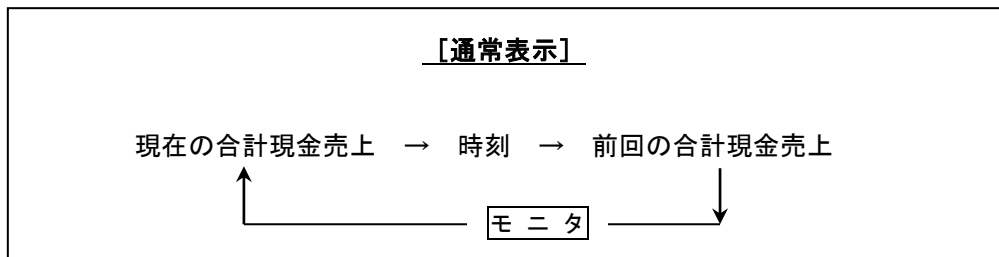 ［通常表示］
現在の合計現金売上 → 時刻 → 前回の合計現金売上
モ ニ タ